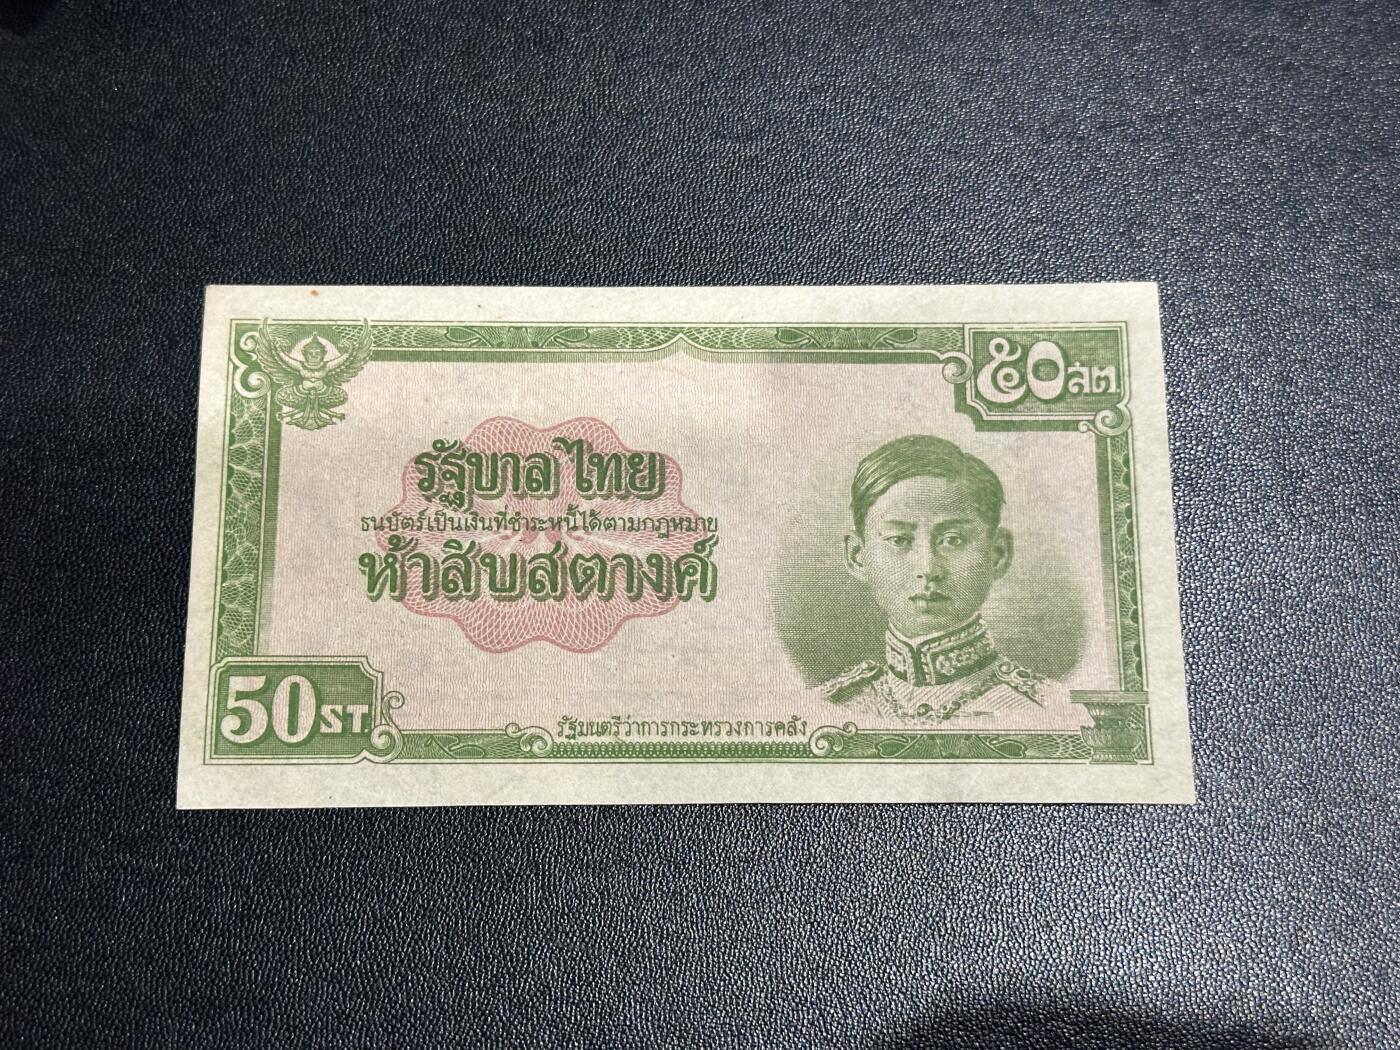 ๕๐ สต
รัฐบาลไทย
ธนบัตร์เป็นเงินที่ชำระหนี้ได้ตามกฎหมาย
ห้าสิบสตางค์
50 ST.
รัฐมนตรีว่าการกระทรวงการคลัง